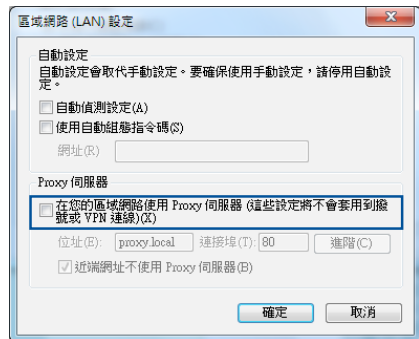 區域網路 (LAN) 設定
自動設定
自動設定會取代手動設定。要確保使用手動設定，請停用自動設
定。
自動偵測設定(A)
使用自動組態指令碼(S)
網址(R)
Proxy 伺服器
在您的區域網路使用 Proxy 伺服器 (這些設定將不會套用到撥
號或 VPN 連線)(X)
位址(E): proxy.local 連接埠(T): 80 進階(C)
近端網址不使用 Proxy 伺服器(B)
確定 取消